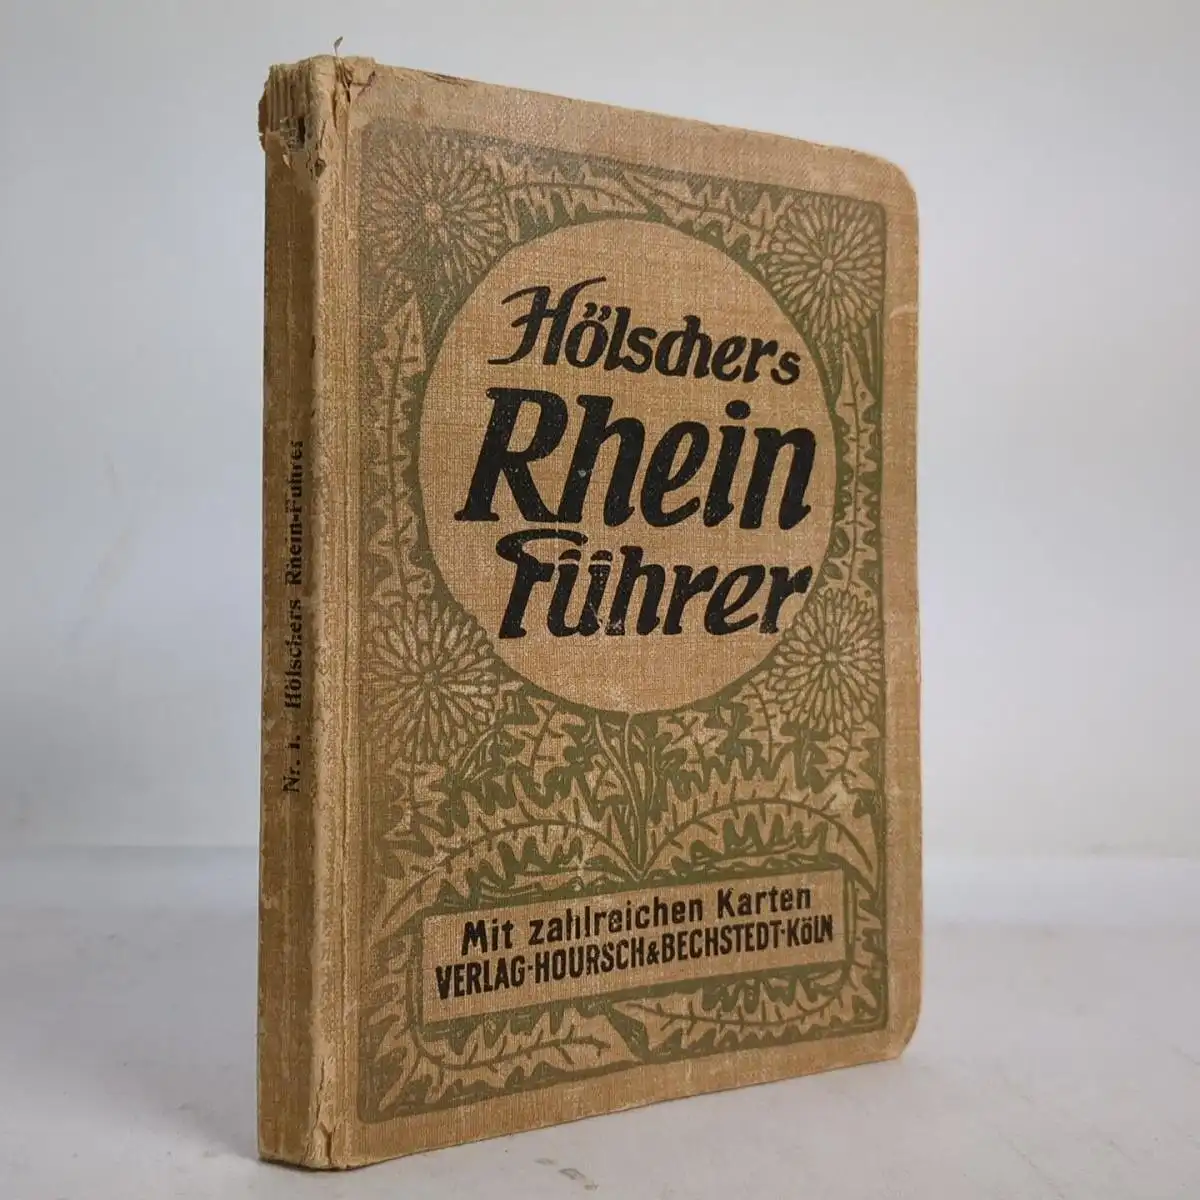 Hölschers
Rhein
Führer
Mit zahlreichen Karten
VERLAG-HOURSCH&BECHSTEDT-KÖLN
Nr. 1. Hölschers Rhein-Führer